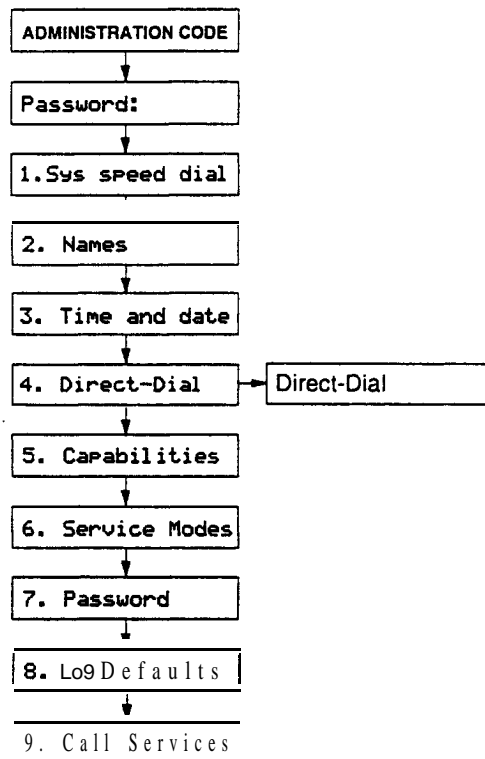 ADMINISTRATION CODE
Password:
1.Sys speed dial
2. Names
3. Time and date
4. Direct-Dial
Direct-Dial
5. Capabilities
6. Service Modes
7. Password
8. Lo9 Defaults
9. Call Services